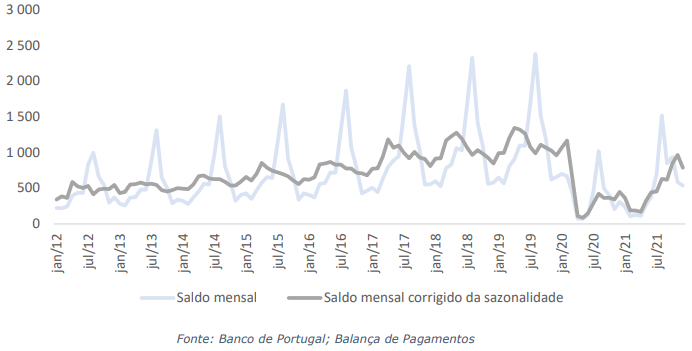 3 000
2 500
2 000
1 500
1 000
500
0
jan/12
jul/12
jan/13
jul/13
jan/14
jul/14
jan/15
jul/15
jan/16
jul/16
jan/17
jul/17
jan/18
jul/18
jan/19
jul/19
jan/20
jul/20
jan/21
jul/21
Saldo mensal
Saldo mensal corrigido da sazonalidade
Fonte: Banco de Portugal; Balança de Pagamentos